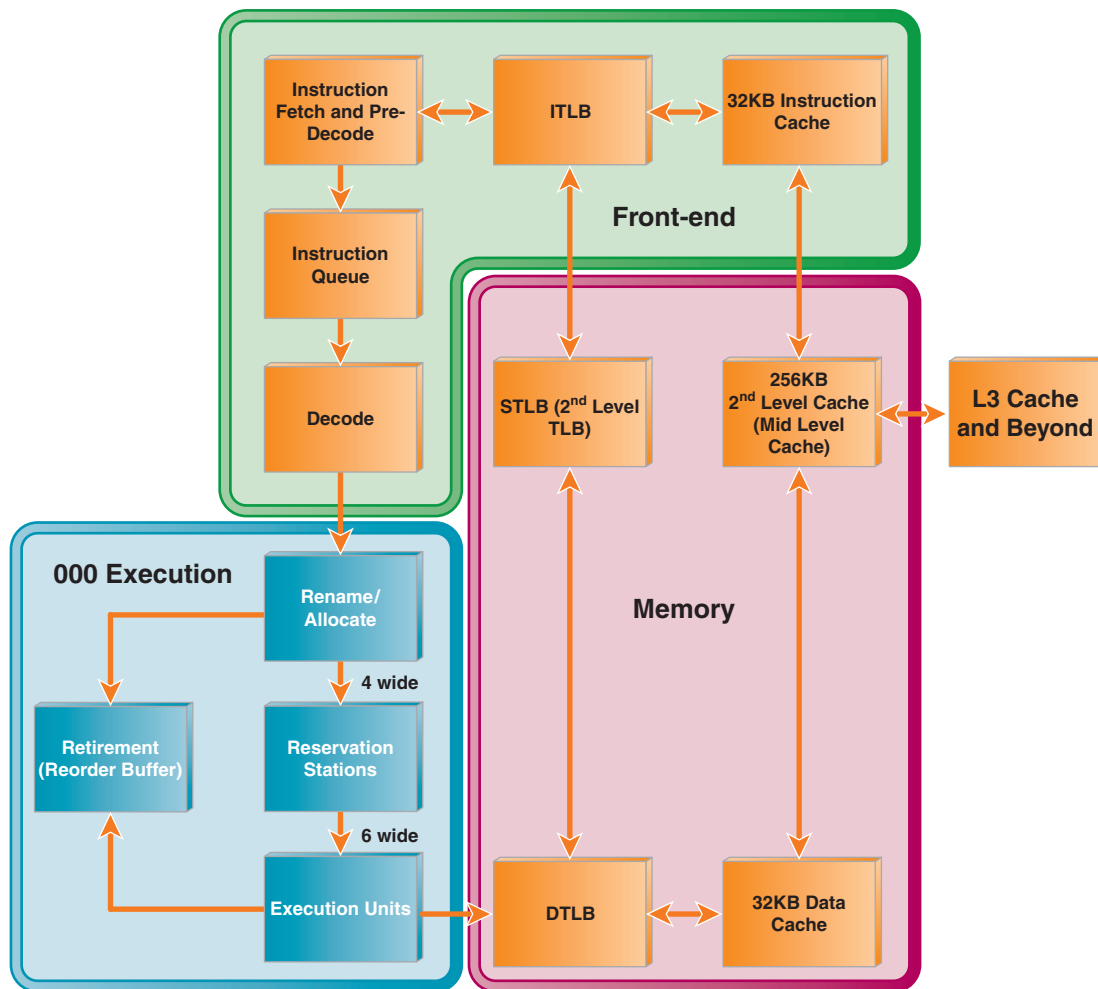 Instruction
Fetch and Pre-
Decode
ITLB
32KB Instruction
Cache
Front-end
Instruction
Queue
Decode
STLB (2nd Level
TLB)
256KB
2nd Level Cache
(Mid Level
Cache)
L3 Cache
and Beyond
000 Execution
Rename/
Allocate
Memory
4 wide
Retirement
(Reorder Buffer)
Reservation
Stations
6 wide
Execution Units
DTLB
32KB Data
Cache